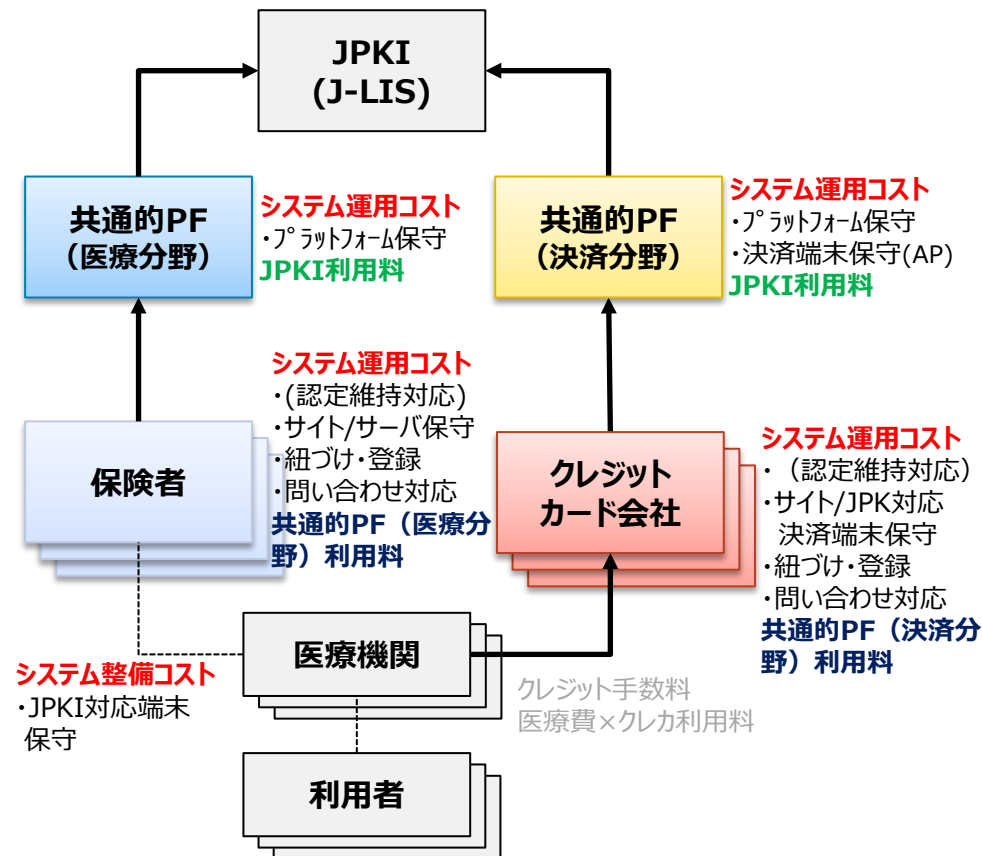 JPKI
(J-LIS)
共通的PF
（医療分野）
システム運用コスト
・ﾌﾟﾗｯﾄﾌｫｰﾑ保守
JPKI利用料
共通的PF
（決済分野）
システム運用コスト
・ﾌﾟﾗｯﾄﾌｫｰﾑ保守
・決済端末保守(AP)
JPKI利用料
保険者
システム運用コスト
・(認定維持対応)
・サイト/サーバ保守
・紐づけ・登録
・問い合わせ対応
共通的PF（医療分
野）利用料
クレジット
カード会社
システム運用コスト
・（認定維持対応）
・サイト/JPK対応
決済端末保守
・紐づけ・登録
・問い合わせ対応
共通的PF（決済分
野）利用料
医療機関
システム整備コスト
・JPKI対応端末
保守
クレジット手数料
医療費×クレカ利用料
利用者